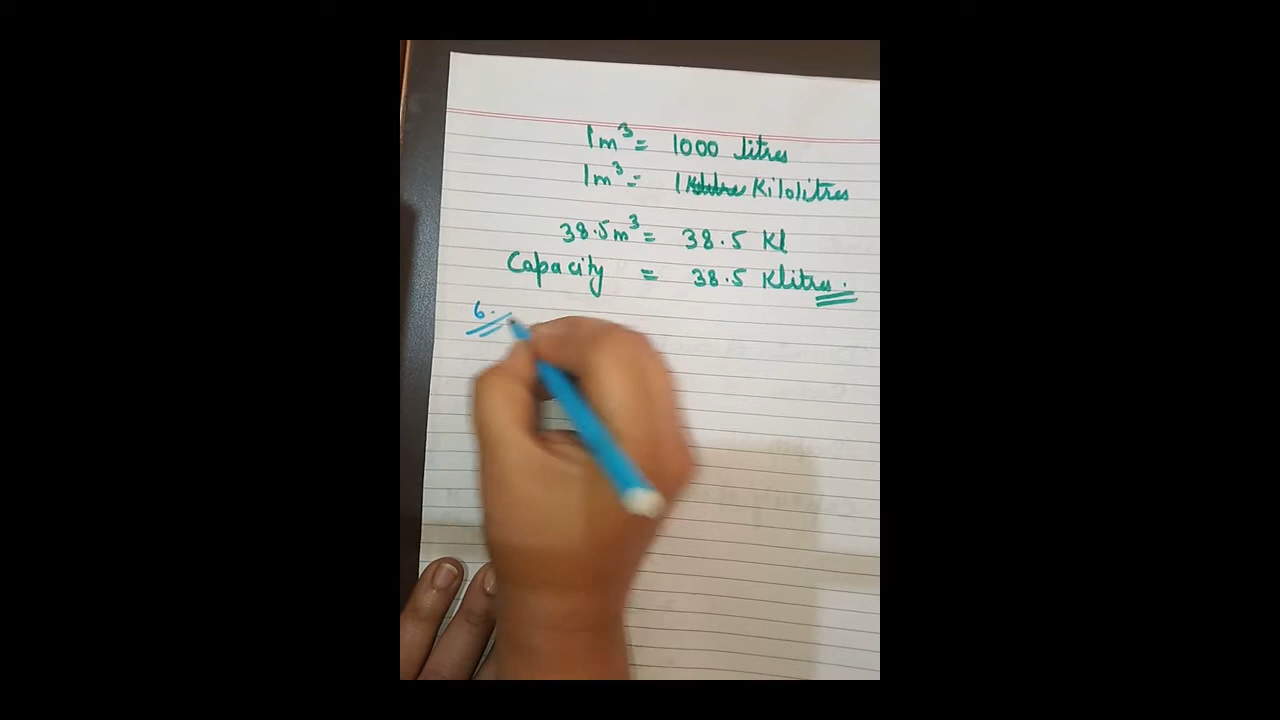 1m³ = 1000 litres
1m³ = 1 Kilolitres
38.5m³ = 38.5 Kl
Capacity = 38.5 Klitres.
6.